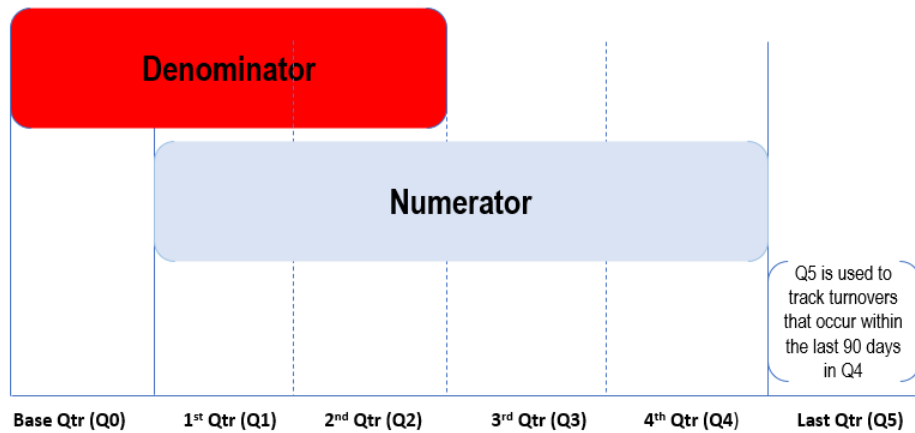 Denominator
Numerator
Q5 is used to
track turnovers
that occur within
the last 90 days
in Q4
Base Qtr (Q0) 1st Qtr (Q1) 2nd Qtr (Q2) 3rd Qtr (Q3) 4th Qtr (Q4) Last Qtr (Q5)